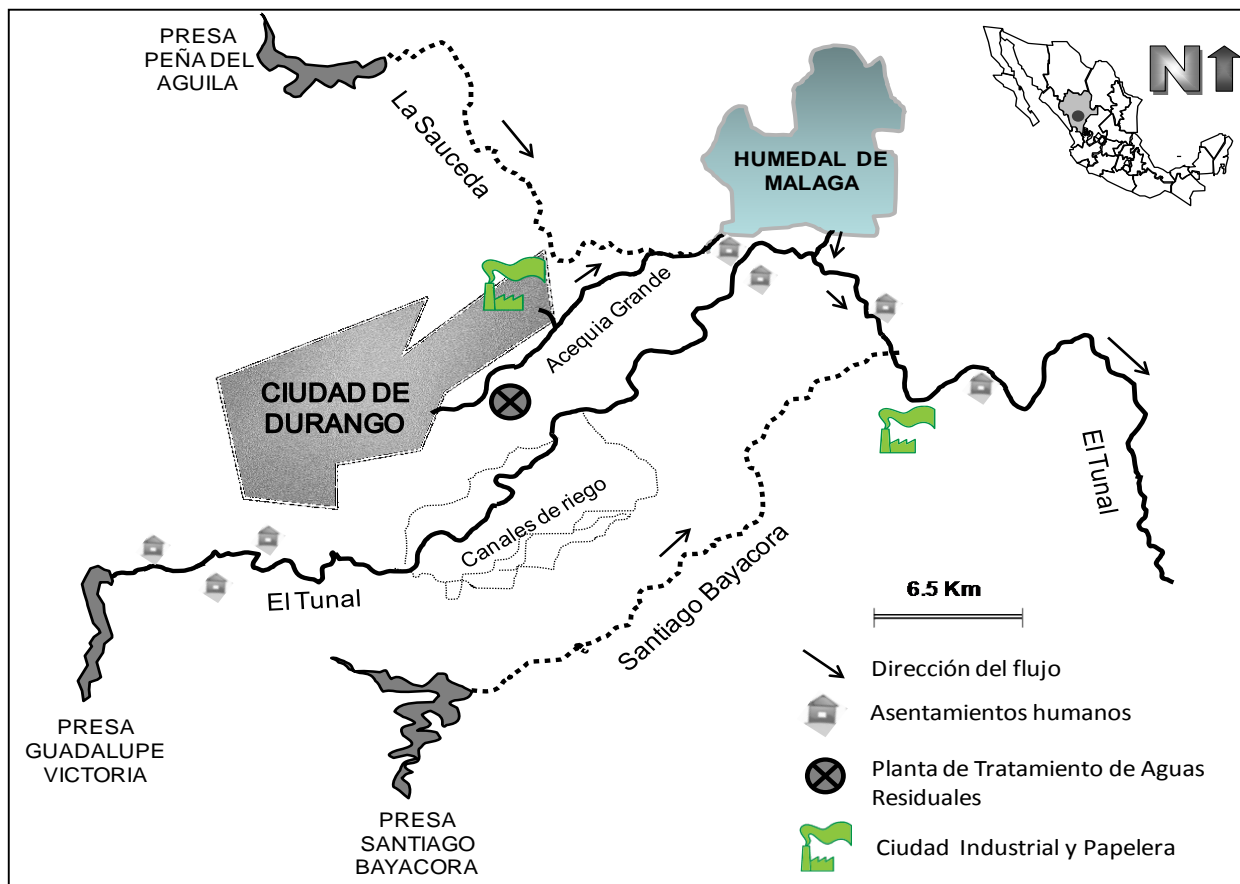 PRESA
PEÑA DEL
AGUILA
La Sauceda
N
HUMEDAL DE
MALAGA
Acequia Grande
CIUDAD DE
DURANGO
Canales de riego
El Tunal
El Tunal
Santiago Bayacora
6.5 Km
PRESA
GUADALUPE
VICTORIA
PRESA
SANTIAGO
BAYACORA
Dirección del flujo
Asentamientos humanos
Planta de Tratamiento de Aguas
Residuales
Ciudad Industrial y Papelera